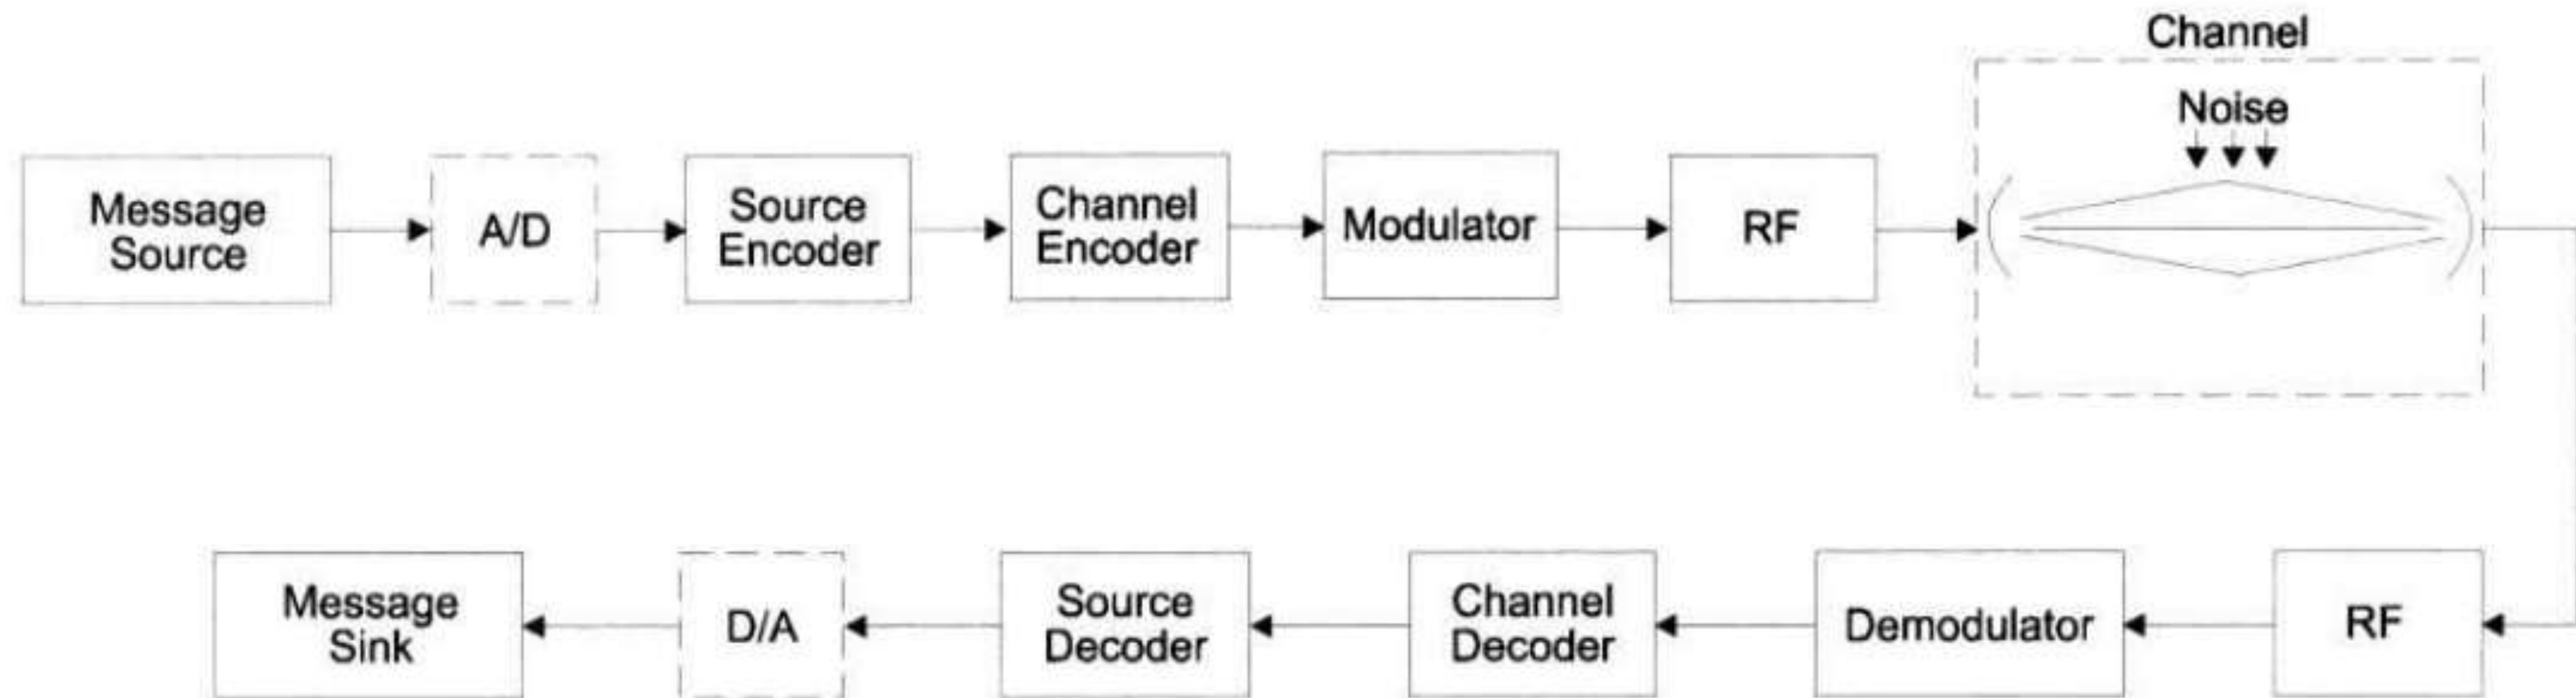 Channel
Noise
Message
Source
A/D
Source
Encoder
Channel
Encoder
Modulator
RF
Message
Sink
D/A
Source
Decoder
Channel
Decoder
Demodulator
RF